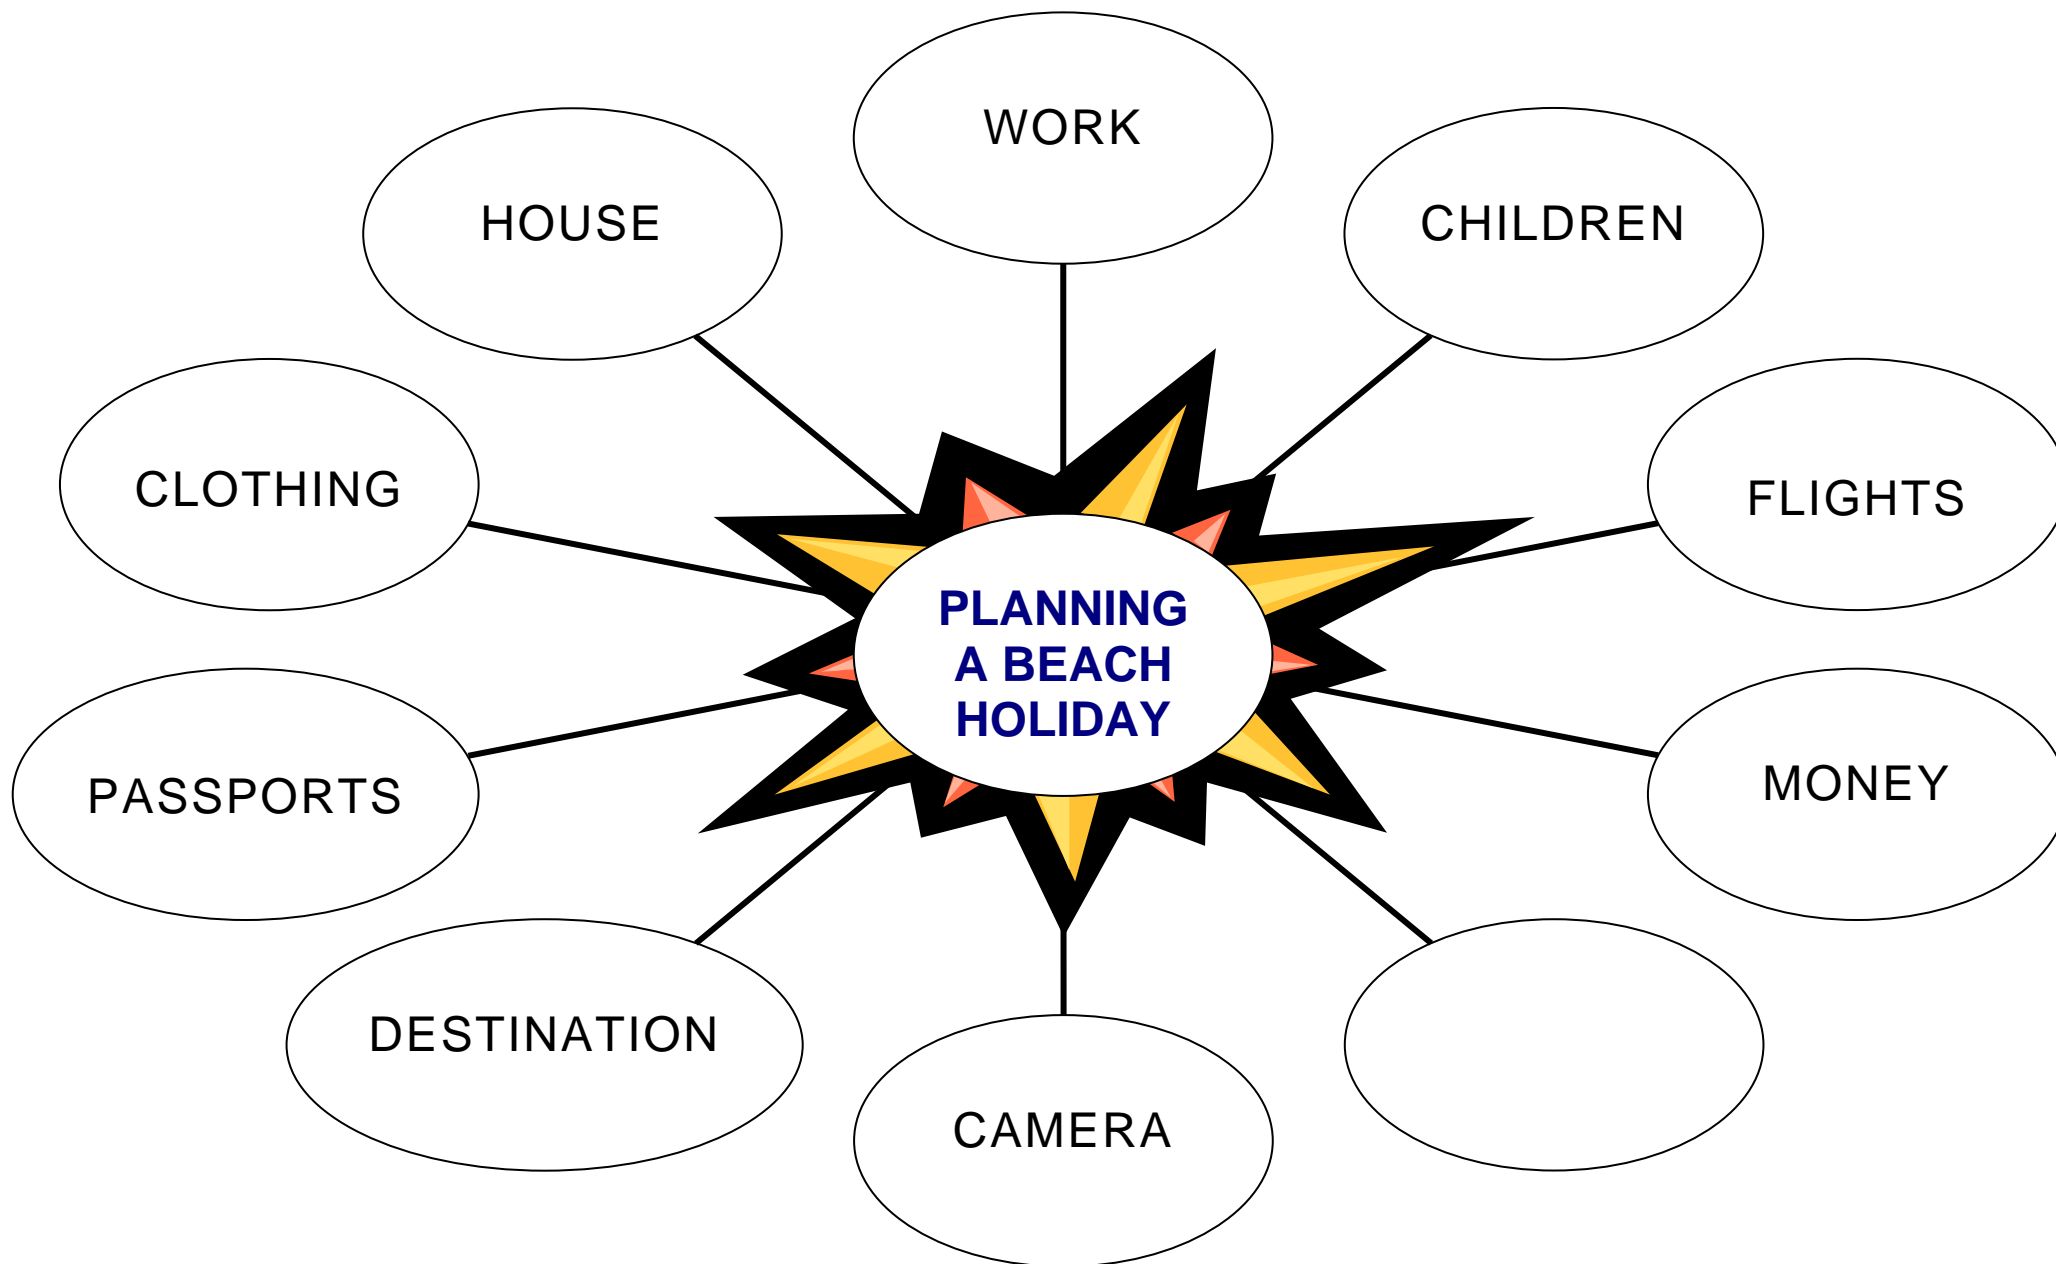 WORK
HOUSE
CHILDREN
CLOTHING
FLIGHTS
PLANNING
A BEACH
HOLIDAY
PASSPORTS
MONEY
DESTINATION
CAMERA